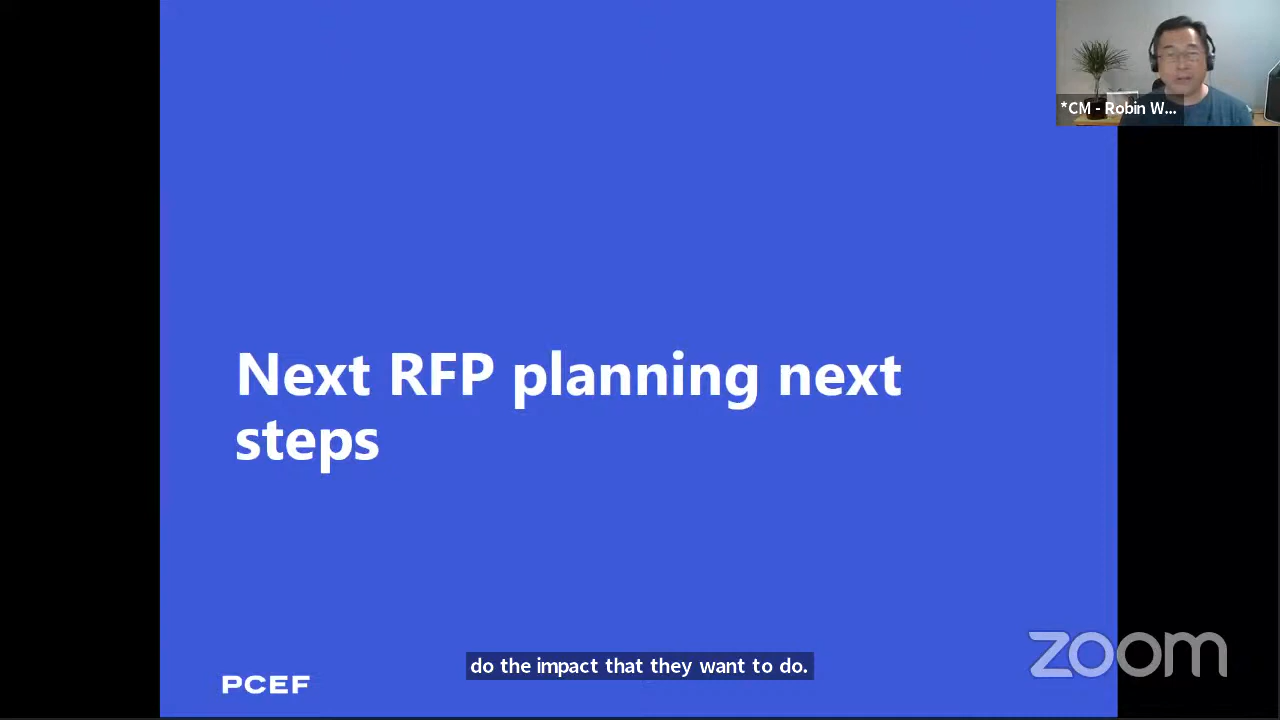 *CM - Robin W...
Next RFP planning next
steps
do the impact that they want to do.
PCEF
zoom